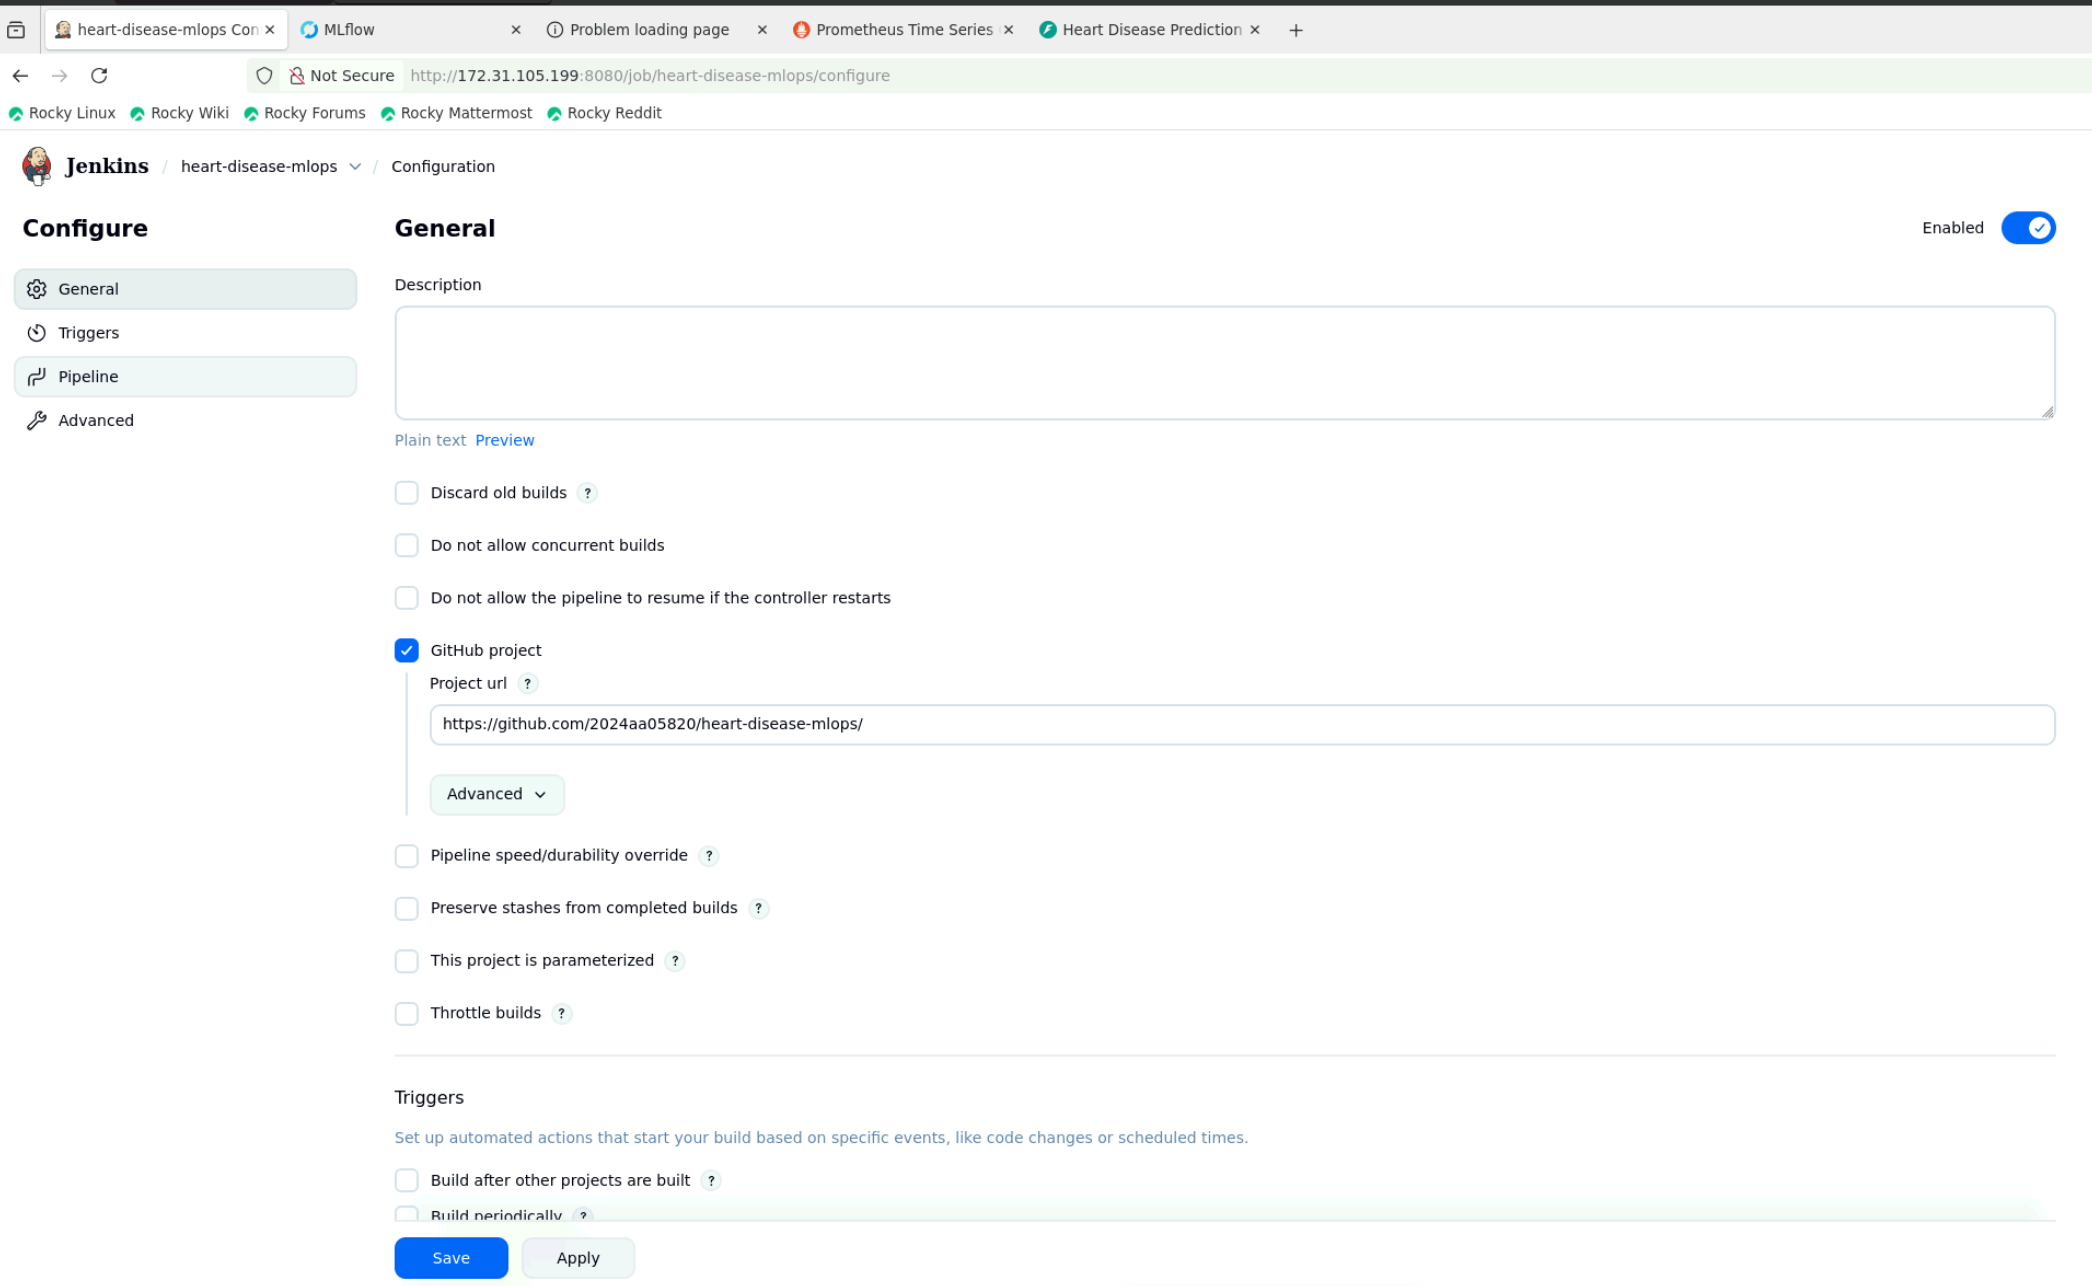 heart-disease-mlops Con
MLflow
Problem loading page
Prometheus Time Series
Heart Disease Prediction
Not Secure
http://172.31.105.199:8080/job/heart-disease-mlops/configure
Rocky Linux
Rocky Wiki
Rocky Forums
Rocky Mattermost
Rocky Reddit
Jenkins / heart-disease-mlops / Configuration
Configure
General
Triggers
Pipeline
Advanced
General
Enabled
Description
Plain text Preview
Discard old builds ?
Do not allow concurrent builds
Do not allow the pipeline to resume if the controller restarts
GitHub project
Project url ?
https://github.com/2024aa05820/heart-disease-mlops/
Advanced
Pipeline speed/durability override ?
Preserve stashes from completed builds ?
This project is parameterized ?
Throttle builds ?
Triggers
Set up automated actions that start your build based on specific events, like code changes or scheduled times.
Build after other projects are built ?
Build periodically ?
Save
Apply